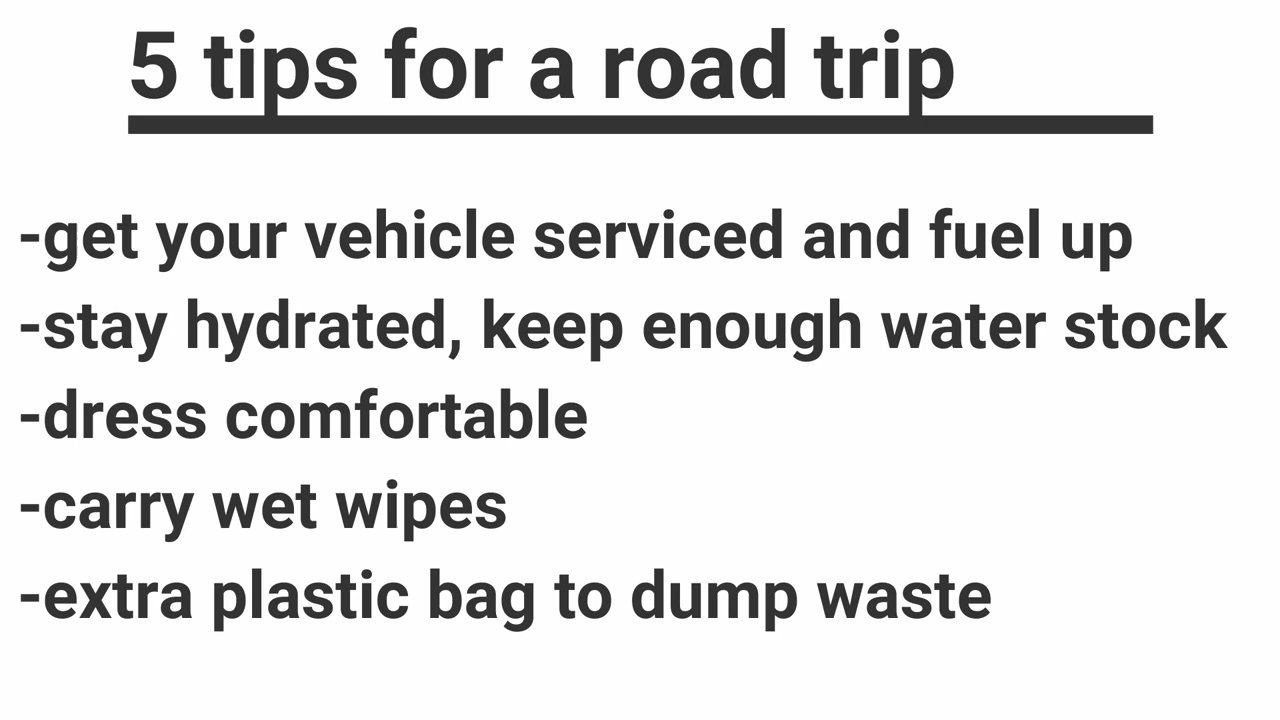 5 tips for a road trip
-get your vehicle serviced and fuel up
-stay hydrated, keep enough water stock
-dress comfortable
-carry wet wipes
-extra plastic bag to dump waste